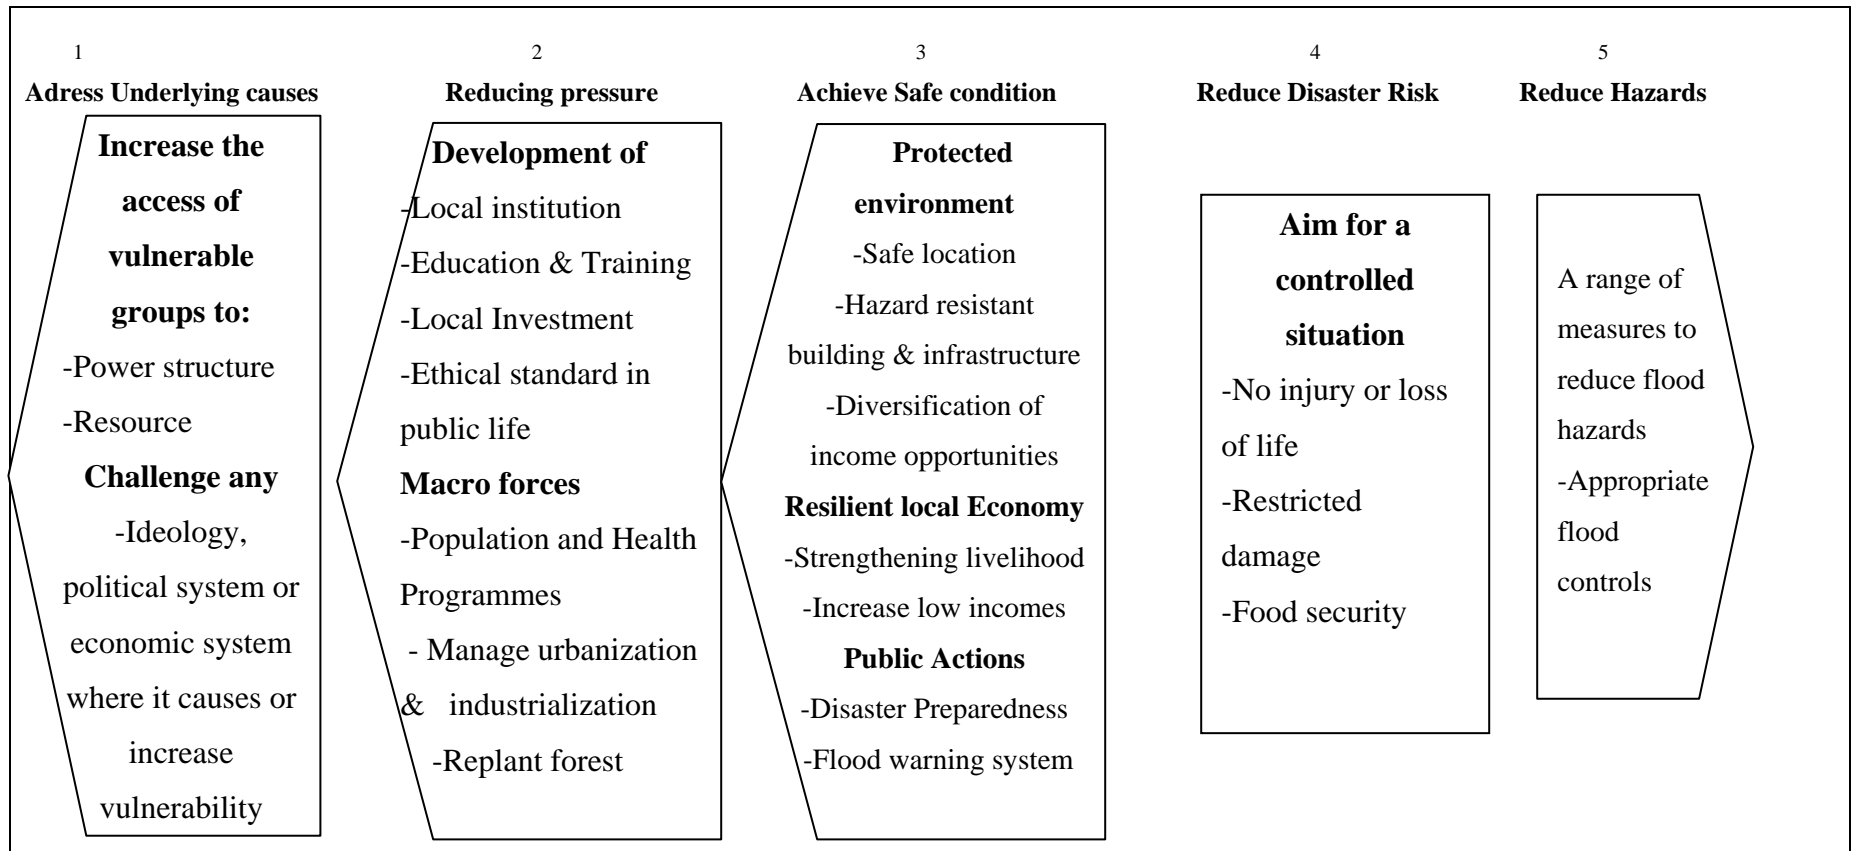 1
Adress Underlying causes
Increase the
access of
vulnerable
groups to:
-Power structure
-Resource
Challenge any
-Ideology,
political system or
economic system
where it causes or
increase
vulnerability
2
Reducing pressure
Development of
-Local institution
-Education & Training
-Local Investment
-Ethical standard in
public life
Macro forces
-Population and Health
Programmes
- Manage urbanization
& industrialization
-Replant forest
3
Achieve Safe condition
Protected
environment
-Safe location
-Hazard resistant
building & infrastructure
-Diversification of
income opportunities
Resilient local Economy
-Strengthening livelihood
-Increase low incomes
Public Actions
-Disaster Preparedness
-Flood warning system
4
Reduce Disaster Risk
Aim for a
controlled
situation
-No injury or loss
of life
-Restricted
damage
-Food security
5
Reduce Hazards
A range of
measures to
reduce flood
hazards
-Appropriate
flood
controls